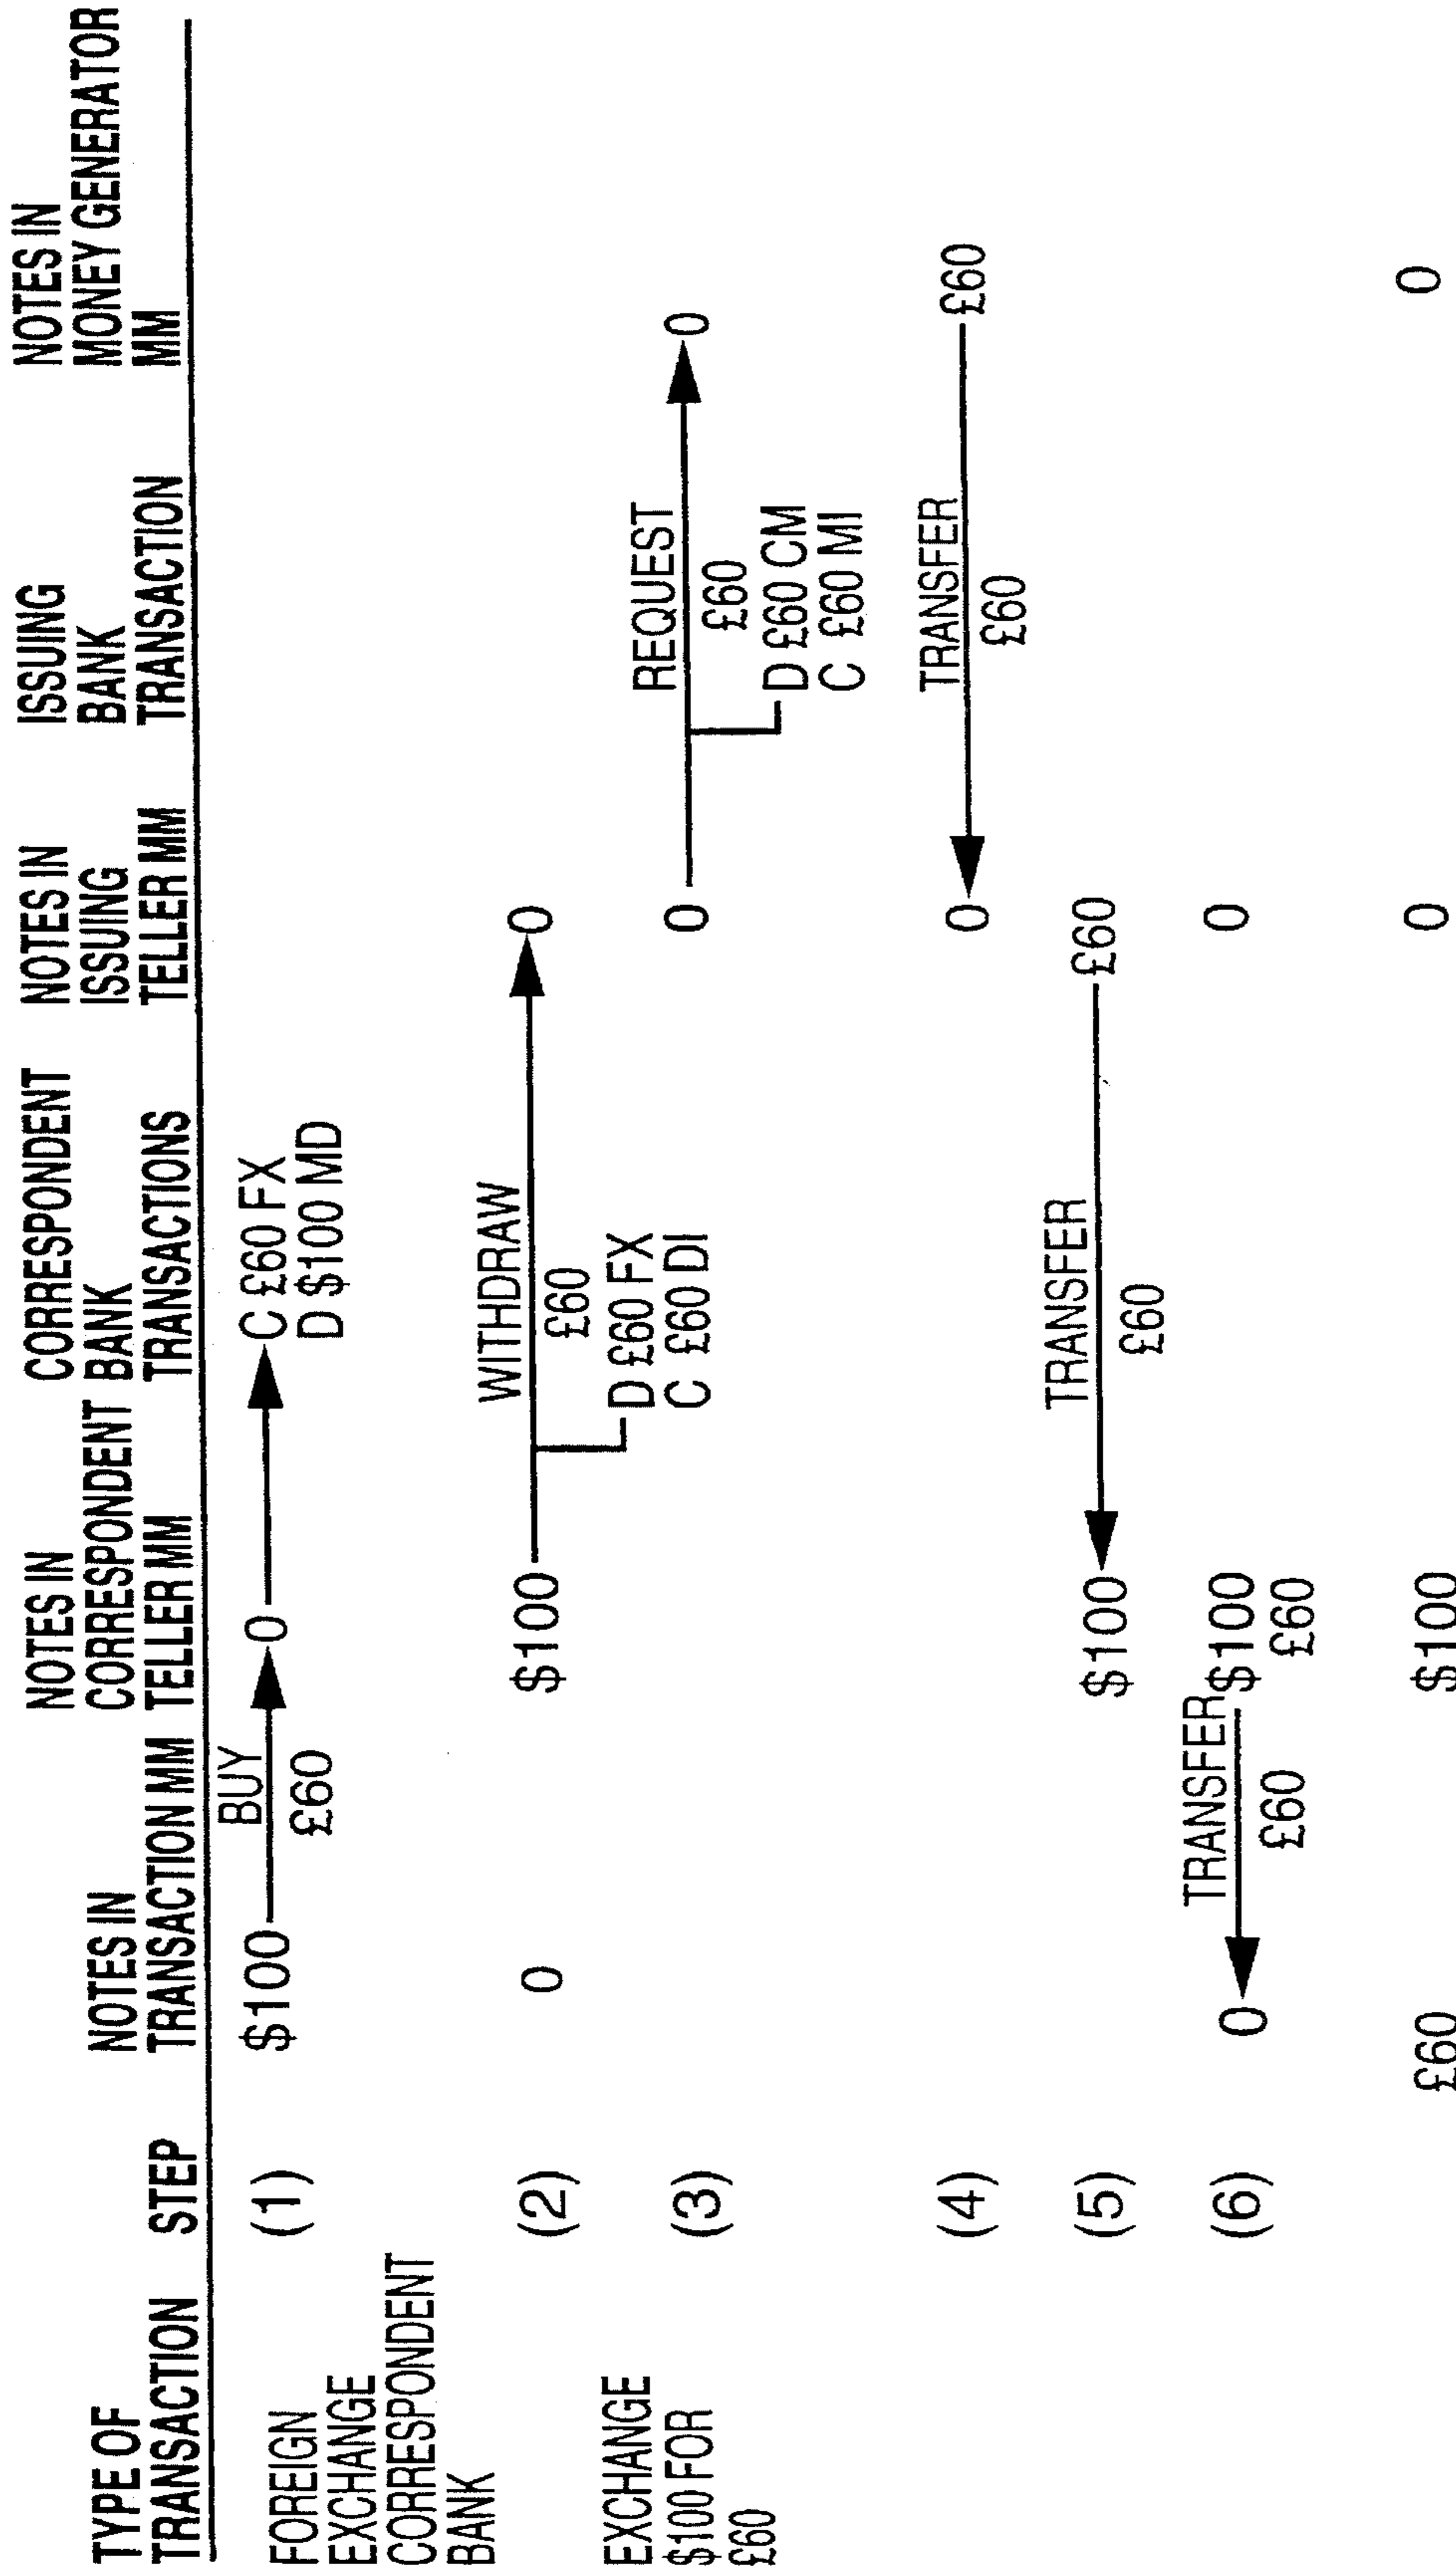 TYPE OF
TRANSACTION
STEP
NOTES IN
TRANSACTION MM
NOTES IN
CORRESPONDENT
TELLER MM
CORRESPONDENT
BANK
TRANSACTIONS
NOTES IN
ISSUING
TELLER MM
ISSUING
BANK
TRANSACTION
NOTES IN
MONEY GENERATOR
MM
FOREIGN
EXCHANGE
CORRESPONDENT
BANK
EXCHANGE
$100 FOR
£60
(1)
$100
BUY
£60
0
C £60 FX
D $100 MD
(2)
0
$100
WITHDRAW
£60
D £60 FX
C £60 DI
0
(3)
0
REQUEST
£60
D £60 CM
C £60 MI
0
(4)
0
TRANSFER
£60
£60
(5)
$100
TRANSFER
£60
£60
(6)
0
TRANSFER
£60
$100
£60
0
£60
$100
0
0